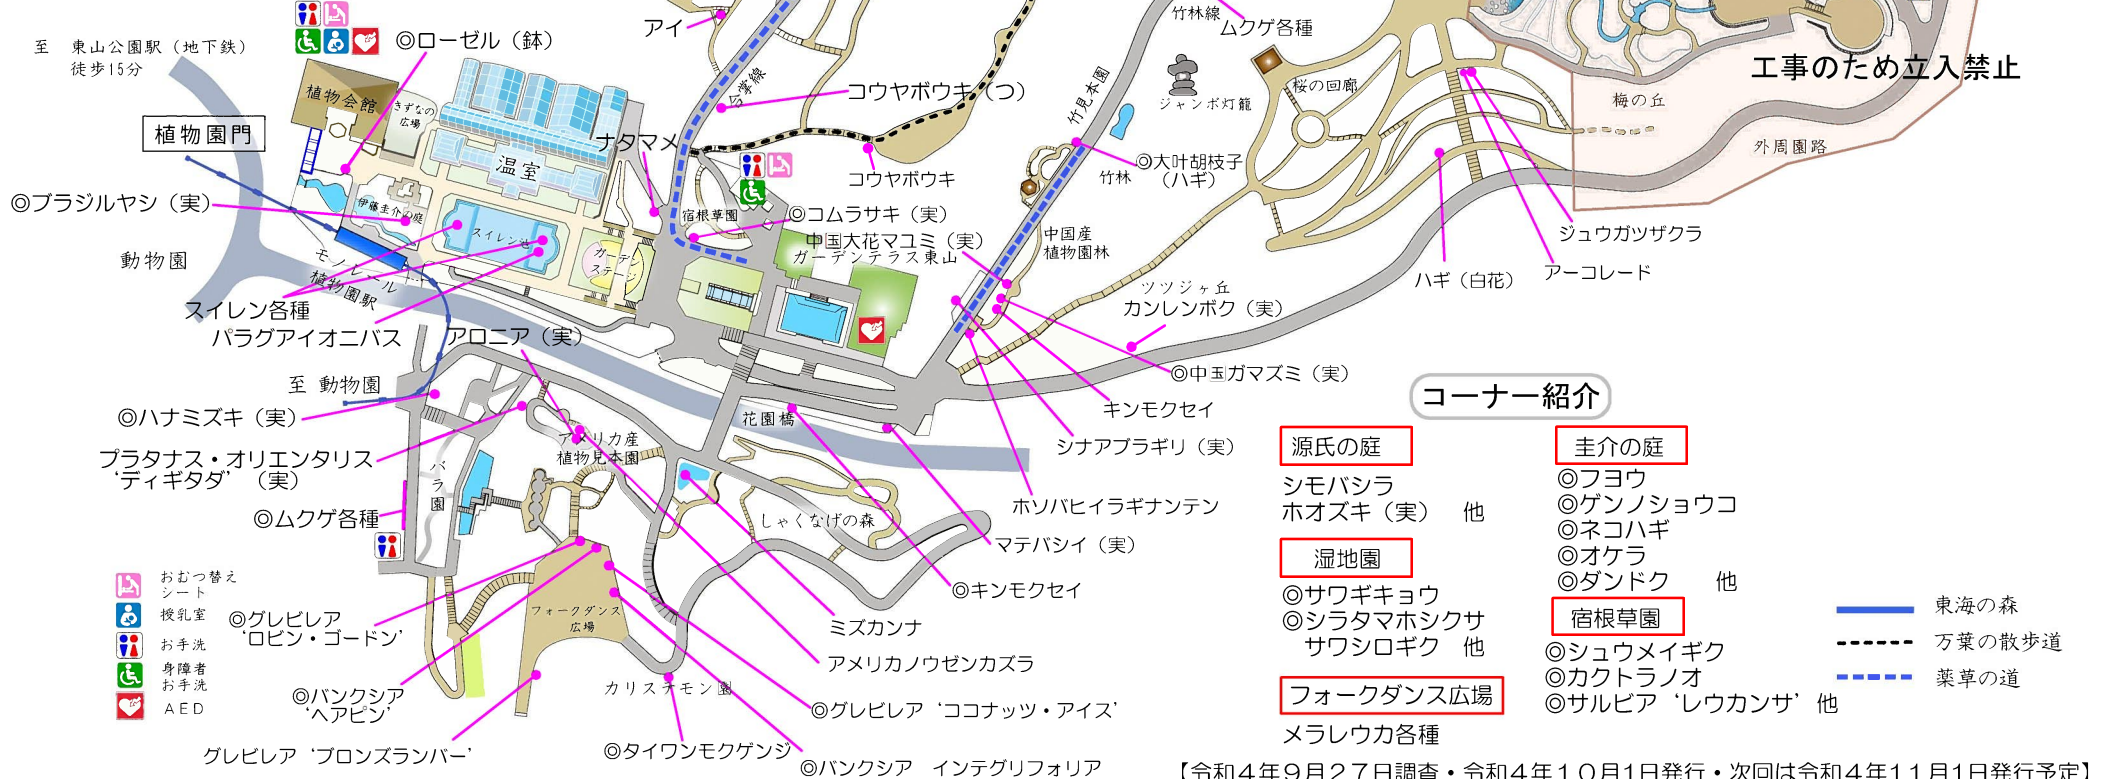 至 東山公園駅（地下鉄）
徒歩15分
◎ローゼル（鉢）
アイ
竹林線
ムクゲ各種
工事のため立入禁止
植物会館
きずなの
広場
植物園門
温室
ナタマメ
合掌線
コウヤボウキ（つ）
コウヤボウキ
竹見本園
ジャンボ灯籠
桜の回廊
梅の丘
外周園路
◎大叶胡枝子
（ハギ）
竹林
◎ブラジルヤシ（実）
伊藤圭介の庭
スイレン池
宿根草園
◎コムラサキ（実）
中国大花マユミ（実）
ガーデンテラス東山
中国産
植物園林
ジュウガツザクラ
アーコレード
ハギ（白花）
動物園
モノレール
植物園駅
ガーデン
ステージ
スイレン各種
パラグアイオニバス
アロニア（実）
ツツジヶ丘
カンレンボク（実）
至 動物園
◎中国ガマズミ（実）
キンモクセイ
シナアブラギリ（実）
ホソバヒイラギナンテン
マテバシイ（実）
◎キンモクセイ
◎ハナミズキ（実）
プラタナス・オリエンタリス
‘ディギタダ’（実）
◎ムクゲ各種
バラ園
アメリカ産
植物見本園
花園橋
しゃくなげの森
ミズカンナ
アメリカノウゼンカズラ
◎グレビレア ‘ココナッツ・アイス’
◎バンクシア インテグリフォリア
◎タイワンモクゲンジ
カリステモン園
フォークダンス
広場
◎グレビレア
‘ロビン・ゴードン’
◎バンクシア
‘ヘアピン’
グレビレア ‘ブロンズランバー’
おむつ替え
シート
授乳室
お手洗
身障者
お手洗
AED
コーナー紹介
源氏の庭
シモバシラ
ホオズキ（実） 他
湿地園
◎サワギキョウ
◎シラタマホシクサ
サワシロギク 他
フォークダンス広場
メラレウカ各種
圭介の庭
◎フヨウ
◎ゲンノショウコ
◎ネコハギ
◎オケラ
◎ダンドク 他
宿根草園
◎シュウメイギク
◎カクトラノオ
◎サルビア ‘レウカンサ’ 他
東海の森
万葉の散歩道
薬草の道
【令和４年９月２７日調査・令和４年１０月１日発行・次回は令和４年１１月１日発行予定】